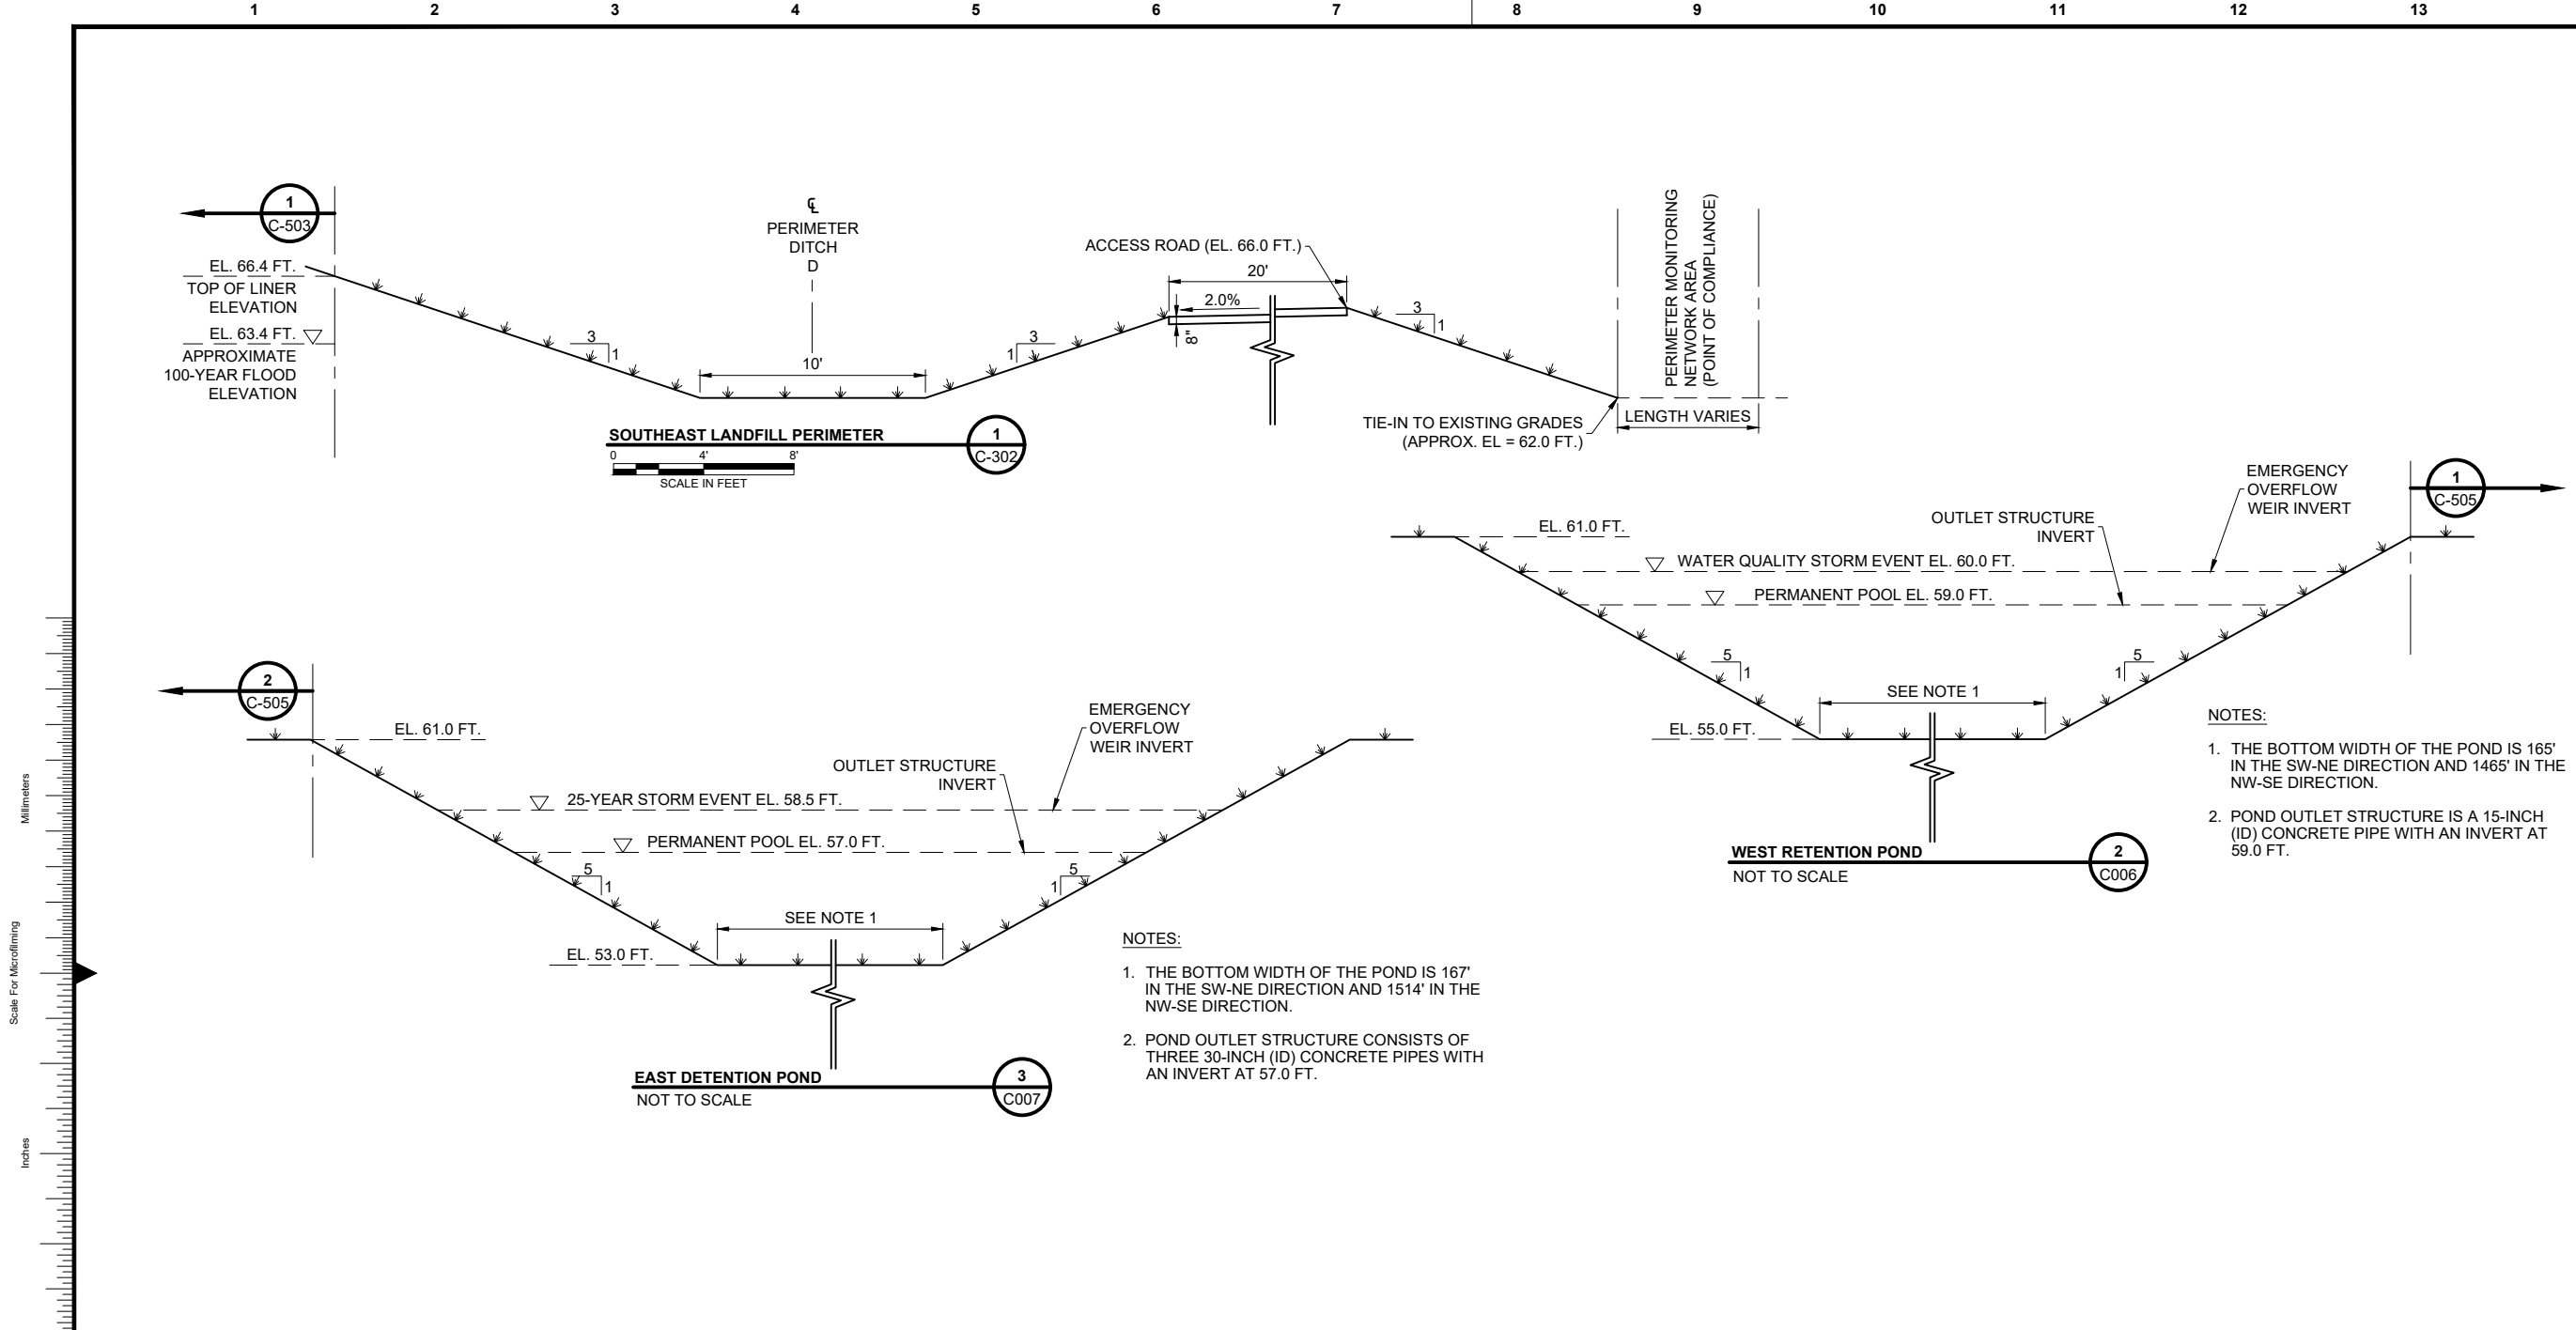 1 2 3 4 5 6 7 8 9 10 11 12 13
1
C-503
EL. 66.4 FT.
TOP OF LINER
ELEVATION
EL. 63.4 FT.
APPROXIMATE
100-YEAR FLOOD
ELEVATION
3
1
℄
PERIMETER
DITCH
D
10'
3
1
ACCESS ROAD (EL. 66.0 FT.)
20'
2.0%
8"
3
1
TIE-IN TO EXISTING GRADES
(APPROX. EL = 62.0 FT.)
PERIMETER MONITORING
NETWORK AREA
(POINT OF COMPLIANCE)
LENGTH VARIES
SOUTHEAST LANDFILL PERIMETER
1
C-302
0 4' 8'
SCALE IN FEET
EL. 61.0 FT.
WATER QUALITY STORM EVENT EL. 60.0 FT.
PERMANENT POOL EL. 59.0 FT.
OUTLET STRUCTURE
INVERT
EMERGENCY
OVERFLOW
WEIR INVERT
1
C-505
5
1
5
1
SEE NOTE 1
EL. 55.0 FT.
WEST RETENTION POND
NOT TO SCALE
2
C006
NOTES:
1. THE BOTTOM WIDTH OF THE POND IS 165'
IN THE SW-NE DIRECTION AND 1465' IN THE
NW-SE DIRECTION.
2. POND OUTLET STRUCTURE IS A 15-INCH
(ID) CONCRETE PIPE WITH AN INVERT AT
59.0 FT.
2
C-505
EL. 61.0 FT.
25-YEAR STORM EVENT EL. 58.5 FT.
PERMANENT POOL EL. 57.0 FT.
OUTLET STRUCTURE
INVERT
EMERGENCY
OVERFLOW
WEIR INVERT
5
1
5
1
SEE NOTE 1
EL. 53.0 FT.
EAST DETENTION POND
NOT TO SCALE
3
C007
NOTES:
1. THE BOTTOM WIDTH OF THE POND IS 167'
IN THE SW-NE DIRECTION AND 1514' IN THE
NW-SE DIRECTION.
2. POND OUTLET STRUCTURE CONSISTS OF
THREE 30-INCH (ID) CONCRETE PIPES WITH
AN INVERT AT 57.0 FT.
Millimeters
Scale For Microfilming
Inches